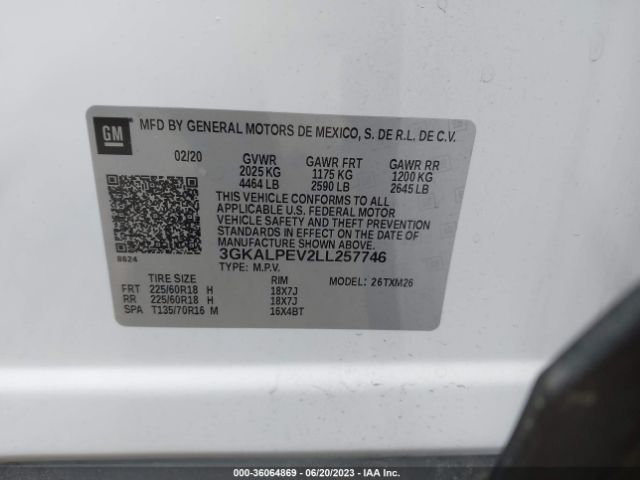 GM
MFD BY GENERAL MOTORS DE MEXICO, S. DE R.L. DE C.V.
02/20 GVWR GAWR FRT GAWR RR
2025 KG 1175 KG 1200 KG
4464 LB 2590 LB 2645 LB
THIS VEHICLE CONFORMS TO ALL
APPLICABLE U.S. FEDERAL MOTOR
VEHICLE SAFETY AND THEFT PREVENTION
STANDARDS IN EFFECT ON THE DATE OF
MANUFACTURE SHOWN ABOVE.
8624 3GKALPEV2LL257746
TYPE: M.P.V.
TIRE SIZE RIM MODEL: 26TXM26
FRT 225/60R18 H 18X7J
RR 225/60R18 H 18X7J
SPA T135/70R16 M 16X4BT
000-36064869 - 06/20/2023 - IAA Inc.